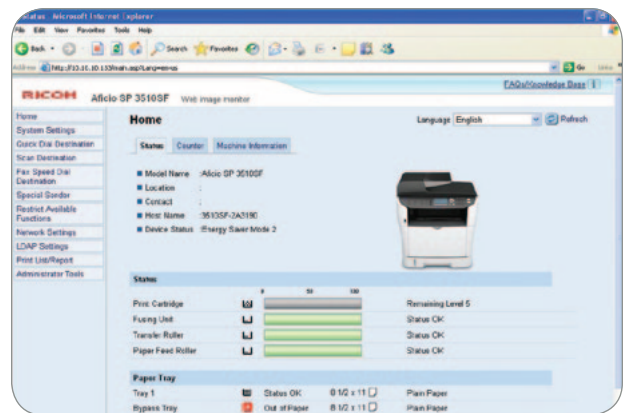 Status - Microsoft Internet Explorer
File Edit View Favorites Tools Help
Back Search Favorites
Address Go Links
FAQs/Knowledge Base
RICOH Aficio SP 3510SF Web Image Monitor
Home
System Settings
Quick Dial Destination
Scan Destination
Fax Speed Dial
Destination
Special Sender
Restrict Available
Functions
Network Settings
LDAP Settings
Print List/Report
Administrator Tools
Home Language English Refresh
Status Counter Machine Information
Model Name :Aficio SP 3510SF
Location :
Contact :
Host Name :3510SF-2A3190
Device Status :Energy Saver Mode 2
Status
0 50 100
Print Cartridge Remaining Level 5
Fusing Unit Status OK
Transfer Roller Status OK
Paper Feed Roller Status OK
Paper Tray
Tray 1 Status OK 8 1/2 x 11 Plain Paper
Bypass Tray Out of Paper 8 1/2 x 11 Plain Paper